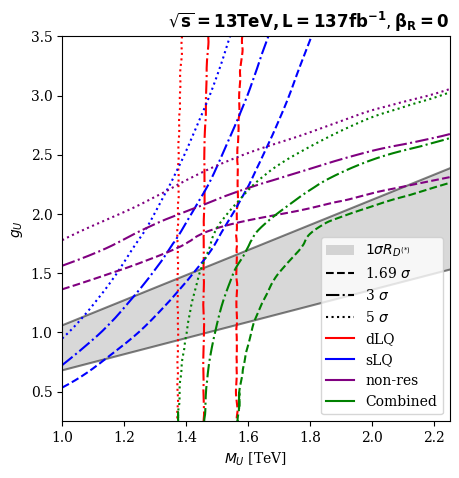 √s = 13TeV, L = 137fb⁻¹, β_R = 0
3.5
3.0
2.5
2.0
1.5
1.0
0.5
g_U
1σR_{D^{(*)}}
1.69 σ
3 σ
5 σ
dLQ
sLQ
non-res
Combined
1.0 1.2 1.4 1.6 1.8 2.0 2.2
M_U [TeV]